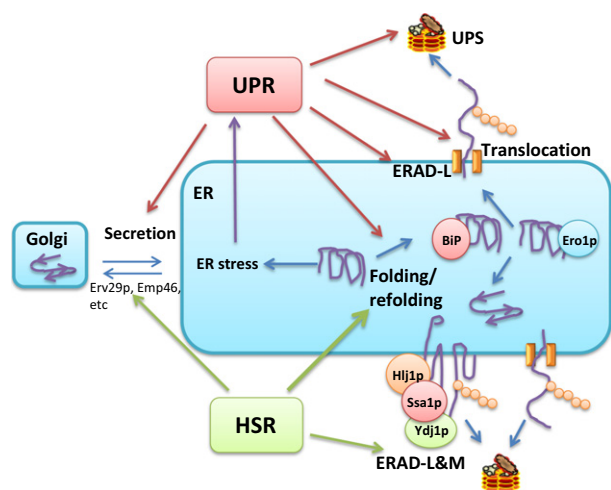 UPS
UPR
Translocation
ERAD-L
ER
Golgi
Secretion
BiP
Ero1p
ER stress
Folding/
refolding
Erv29p, Emp46,
etc
Hlj1p
Ssa1p
Ydj1p
HSR
ERAD-L&M